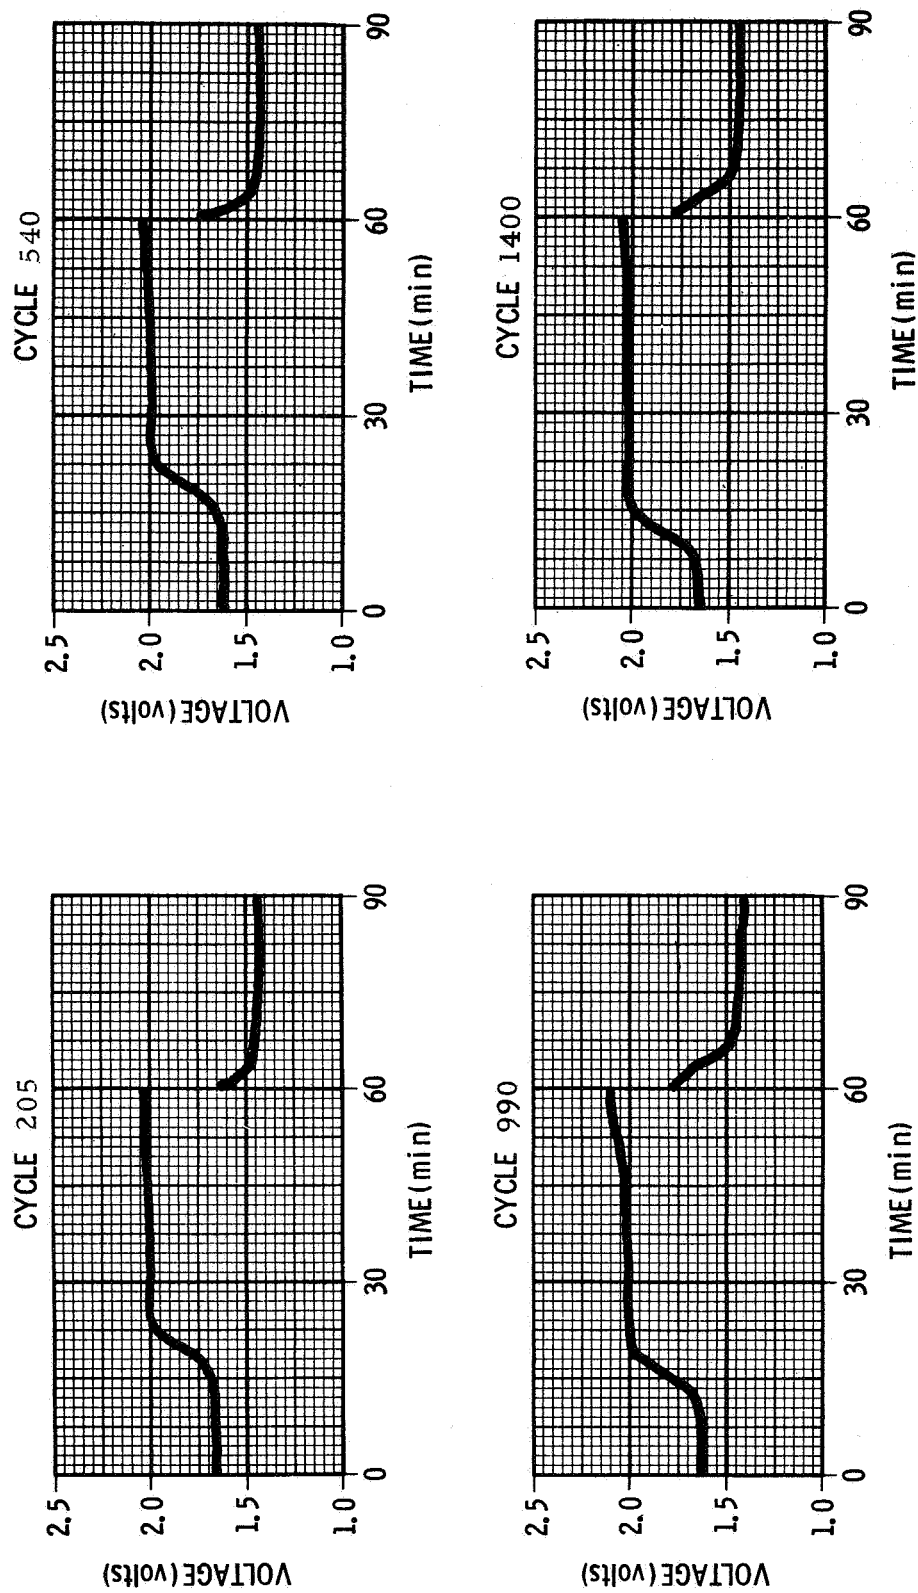 CYCLE 205
2.5
2.0
1.5
1.0
VOLTAGE(volts)
0
30
60
90
TIME(min)
CYCLE 540
2.5
2.0
1.5
1.0
VOLTAGE(volts)
0
30
60
90
TIME(min)
CYCLE 990
2.5
2.0
1.5
1.0
VOLTAGE(volts)
0
30
60
90
TIME(min)
CYCLE 1400
2.5
2.0
1.5
1.0
VOLTAGE(volts)
0
30
60
90
TIME(min)